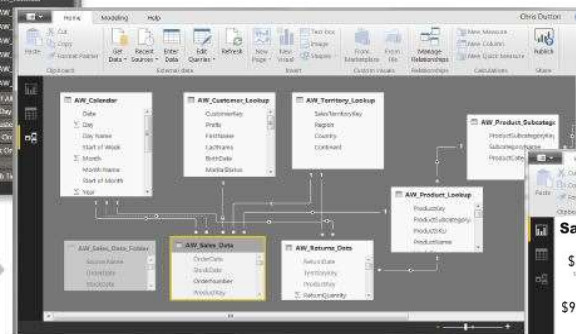 Home Modeling Help
Chris Dutton
Cut
Copy
Paste
Format Painter
Get Data
Recent Sources
Enter Data
Edit Queries
Refresh
New Page
New Visual
Text Box
Image
Shapes
From Marketplace
From File
Manage Relationships
New Measure
New Column
New Quick Measure
Publish
Clipboard
External data
Insert
Custom visuals
Relationships
Calculations
Share
AW_Calendar
Date
Day
Day Name
Start of Week
Month
Month Name
Start of Month
Year
AW_Customer_Lookup
CustomerKey
Prefix
FirstName
LastName
BirthDate
MaritalStatus
AW_Territory_Lookup
SalesTerritoryKey
Region
Country
Continent
AW_Product_Subcatego
ProductSubcategoryKey
SubcategoryName
ProductCateg
AW_Product_Lookup
ProductKey
ProductSubcategory
ProductSKU
ProductName
AW_Sales_Data_Folder
Source.Name
OrderDate
StockDate
AW_Sales_Data
OrderDate
StockDate
OrderNumber
ProductKey
AW_Returns_Data
ReturnDate
TerritoryKey
ProductKey
ReturnQuantity
Paste
Sa
$
$9